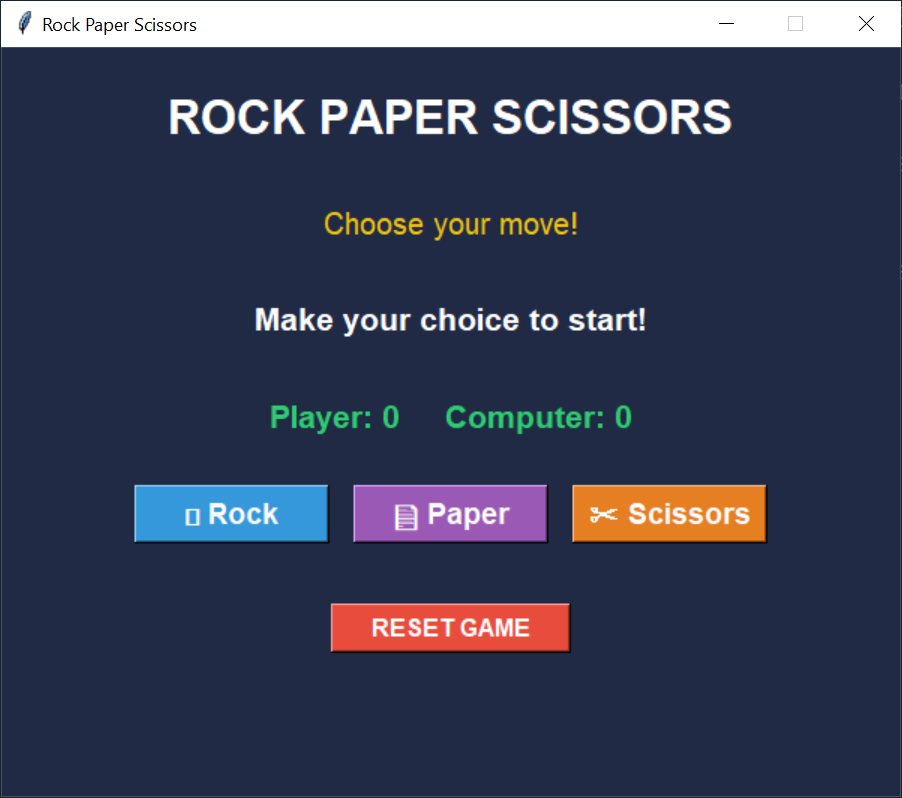 Rock Paper Scissors
ROCK PAPER SCISSORS
Choose your move!
Make your choice to start!
Player: 0 Computer: 0
Rock Paper Scissors
RESET GAME